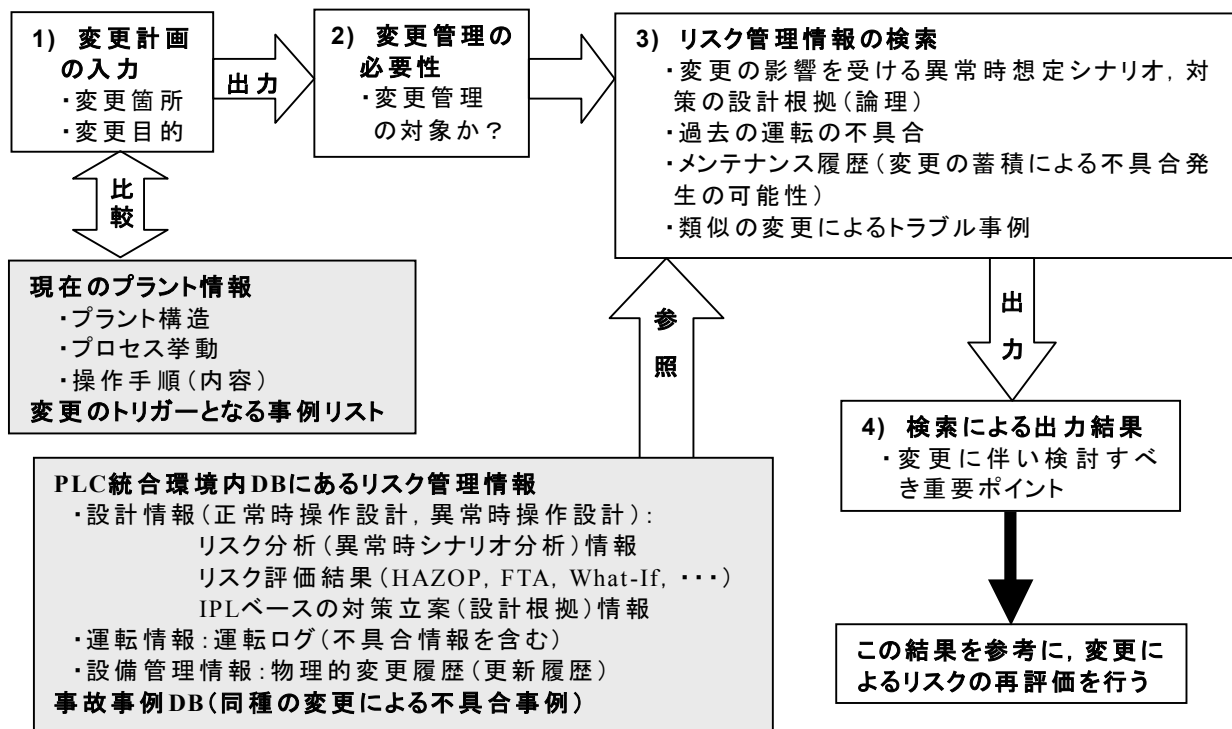 1) 変更計画
の入力
・変更箇所
・変更目的
出力
2) 変更管理の
必要性
・変更管理
の対象か？
3) リスク管理情報の検索
・変更の影響を受ける異常時想定シナリオ, 対
策の設計根拠(論理)
・過去の運転の不具合
・メンテナンス履歴(変更の蓄積による不具合発
生の可能性)
・類似の変更によるトラブル事例
比
較
現在のプラント情報
・プラント構造
・プロセス挙動
・操作手順(内容)
変更のトリガーとなる事例リスト
参
照
出
力
4) 検索による出力結果
・変更に伴い検討すべ
き重要ポイント
PLC統合環境内DBにあるリスク管理情報
・設計情報(正常時操作設計, 異常時操作設計):
リスク分析(異常時シナリオ分析)情報
リスク評価結果(HAZOP, FTA, What-If, ・・・)
IPLベースの対策立案(設計根拠)情報
・運転情報:運転ログ(不具合情報を含む)
・設備管理情報:物理的変更履歴(更新履歴)
事故事例DB(同種の変更による不具合事例)
この結果を参考に, 変更に
よるリスクの再評価を行う